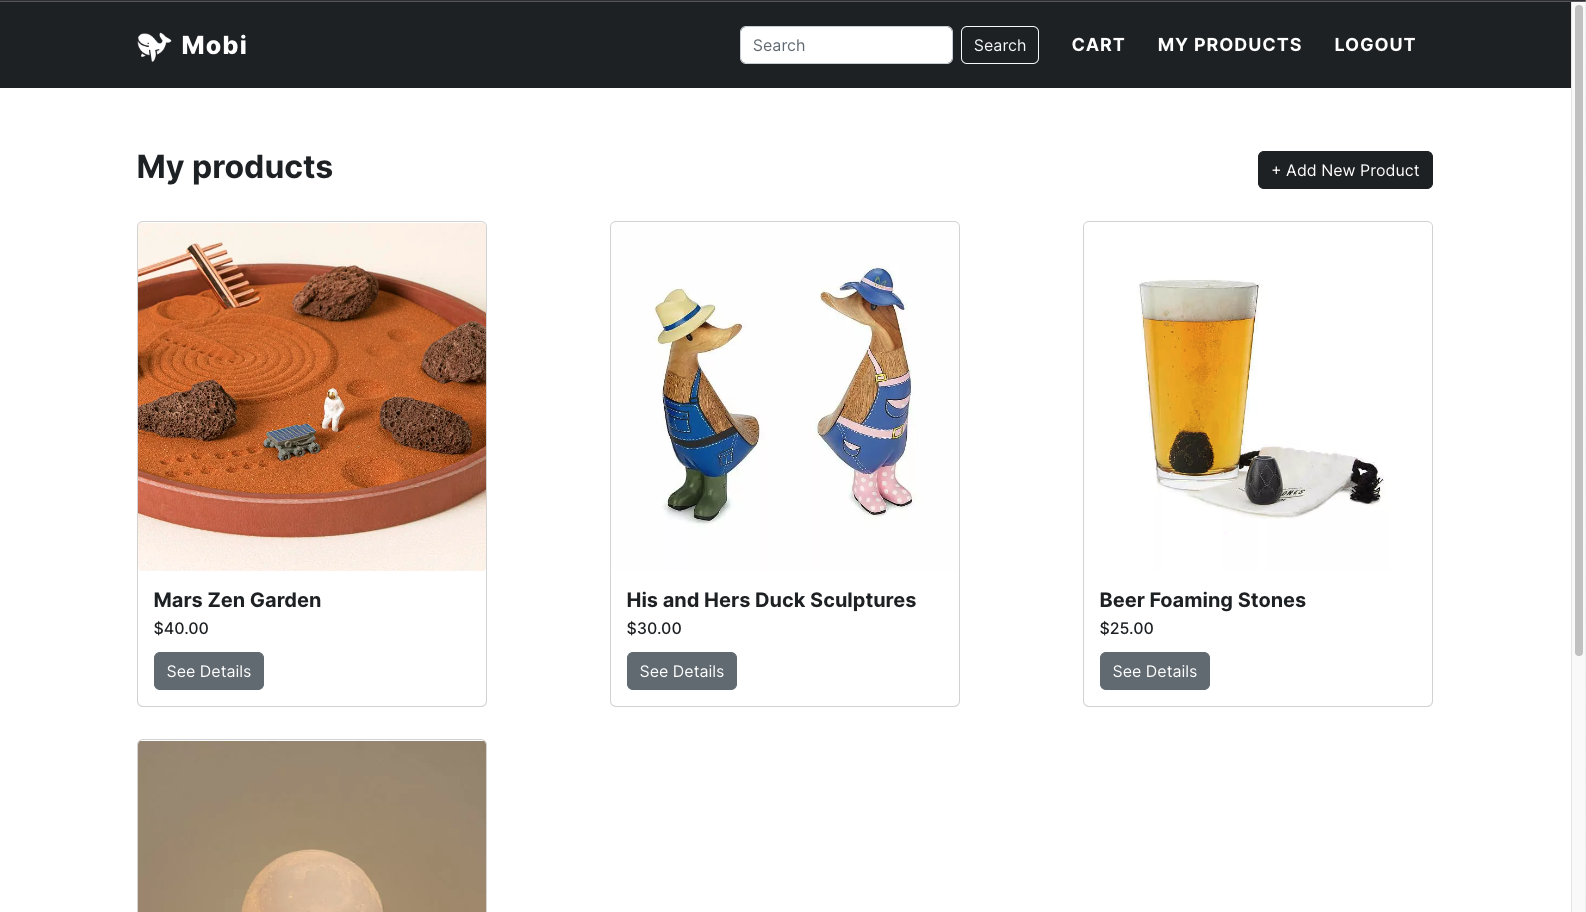 Mobi
Search
Search
CART
MY PRODUCTS
LOGOUT
My products
+ Add New Product
Mars Zen Garden
$40.00
See Details
His and Hers Duck Sculptures
$30.00
See Details
Beer Foaming Stones
$25.00
See Details